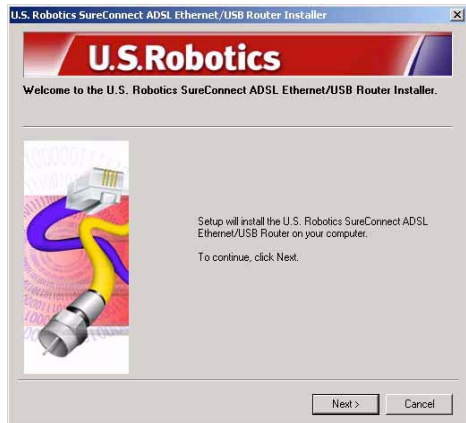 U.S. Robotics SureConnect ADSL Ethernet/USB Router Installer
U.S.Robotics
Welcome to the U.S. Robotics SureConnect ADSL Ethernet/USB Router Installer.
Setup will install the U.S. Robotics SureConnect ADSL
Ethernet/USB Router on your computer.
To continue, click Next.
Next >
Cancel